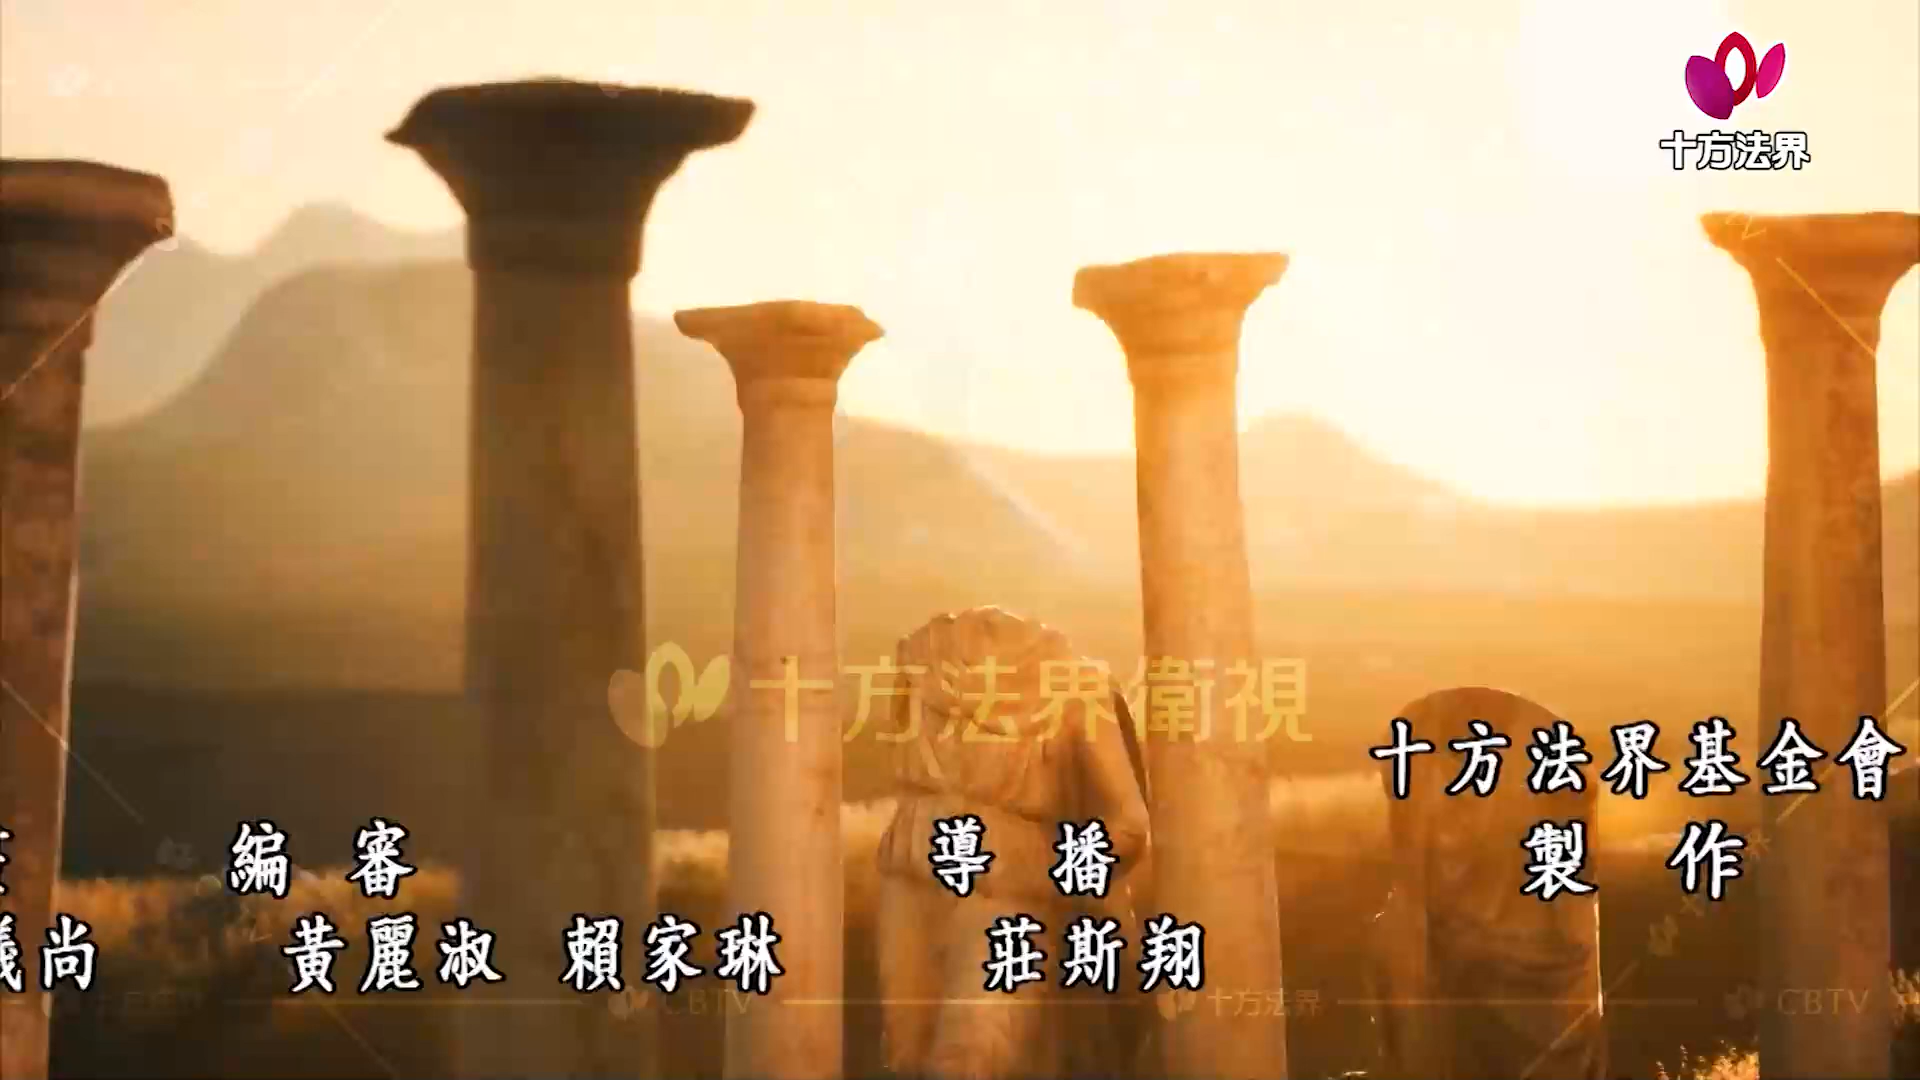 十方法界
十方法界衛視
十方法界基金會
編審 導播 製作
尚 黃麗淑 賴家琳 莊斯翔
CBTV 十方法界 CBTV